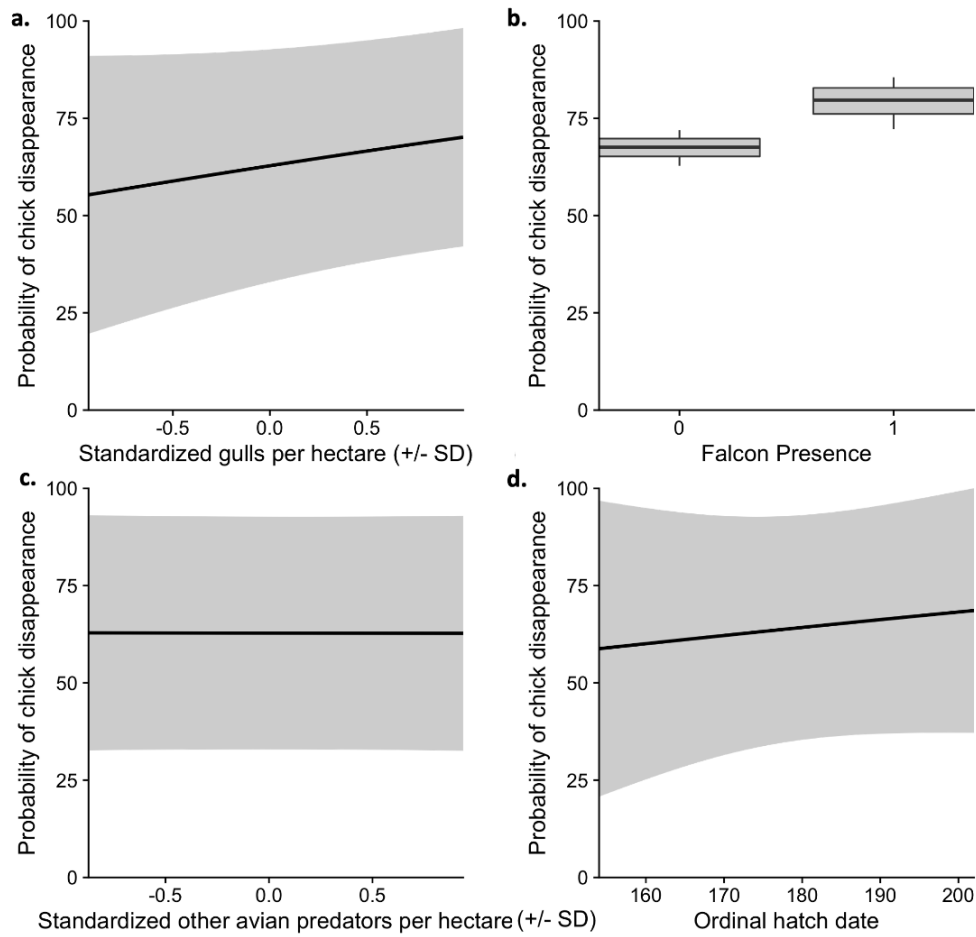 a.
Probability of chick disappearance
100
75
50
25
0
-0.5 0.0 0.5
Standardized gulls per hectare (+/- SD)
b.
Probability of chick disappearance
100
75
50
25
0
0 1
Falcon Presence
c.
Probability of chick disappearance
100
75
50
25
0
-0.5 0.0 0.5
Standardized other avian predators per hectare (+/- SD)
d.
Probability of chick disappearance
100
75
50
25
0
160 170 180 190 200
Ordinal hatch date